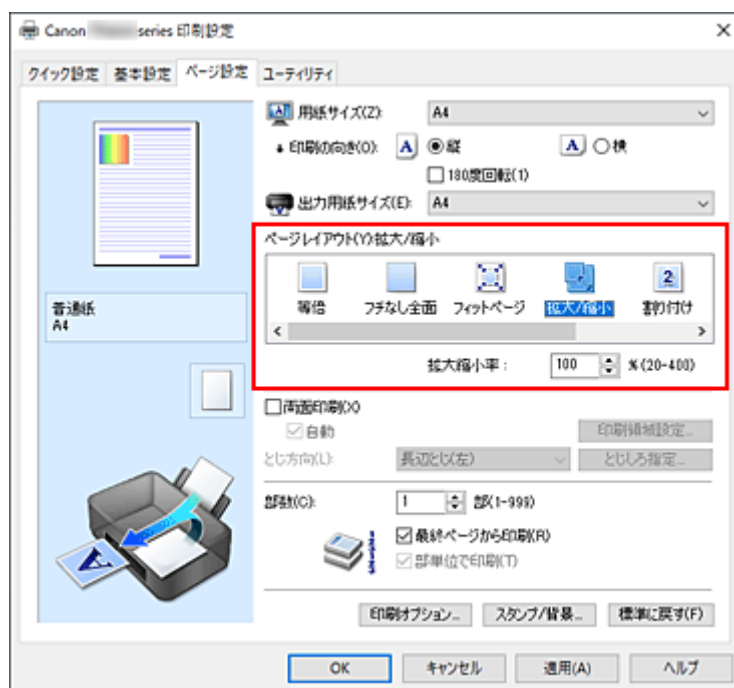 Canon series 印刷設定
クイック設定 基本設定 ページ設定 ユーティリティ
用紙サイズ(Z): A4
印刷の向き(O): A 縦 A 横
180度回転(1)
出力用紙サイズ(E): A4
ページレイアウト(Y):拡大/縮小
2
等倍 フチなし全面 フィットページ 拡大/縮小 割り付け
普通紙
A4
拡大縮小率: 100 %(20-400)
両面印刷(X)
自動 印刷領域設定...
とじ方向(L): 長辺とじ(左) とじしろ指定...
部数(C): 1 部(1-999)
最終ページから印刷(R)
部単位で印刷(T)
A
印刷オプション... スタンプ/背景... 標準に戻す(F)
OK キャンセル 適用(A) ヘルプ